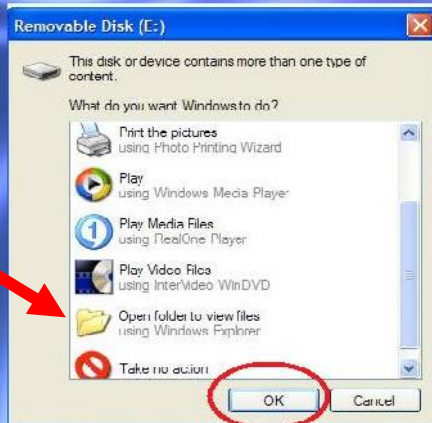 Removable Disk (E:)
This disk or device contains more than one type of
content.
What do you want Windows to do?
Print the pictures
using Photo Printing Wizard
Play
using Windows Media Player
Play Media Files
using RealOne Player
Play Video Files
using InterVideo WinDVD
Open folder to view files
using Windows Explorer
Take no action
OK
Cancel